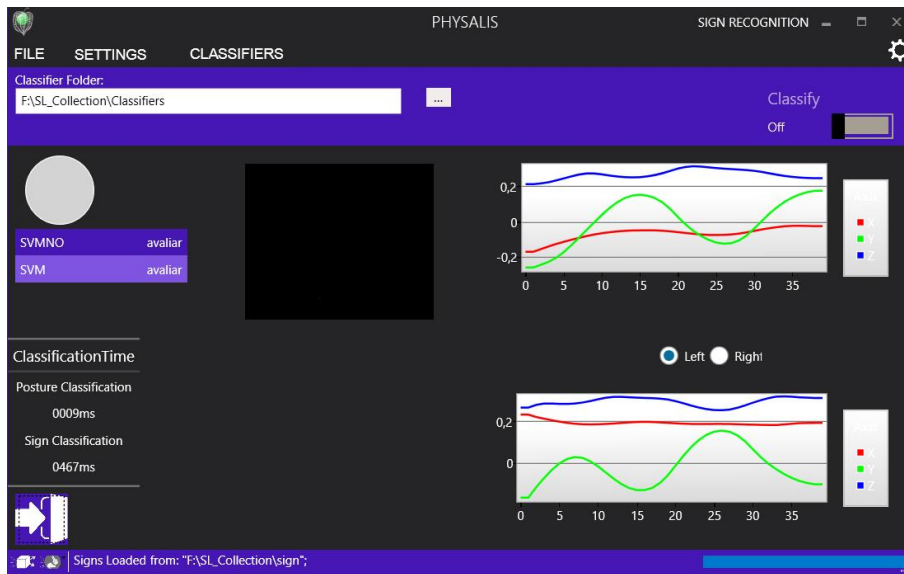 PHYSALIS
SIGN RECOGNITION
FILE SETTINGS CLASSIFIERS
Classifier Folder:
F:\SL_Collection\Classifiers
...
Classify
Off
SVMNO avaliar
SVM avaliar
0,2
0
-0,2
0 5 10 15 20 25 30 35
X
Y
Z
Left Right
ClassificationTime
Posture Classification
0009ms
Sign Classification
0467ms
0,2
0
0 5 10 15 20 25 30 35
X
Y
Z
Signs Loaded from: "F:\SL_Collection\sign";